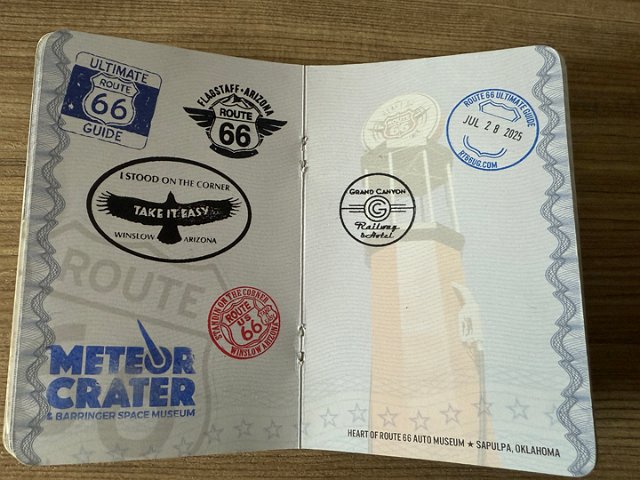 ULTIMATE
ROUTE
66
GUIDE
FLAGSTAFF • ARIZONA
ROUTE
66
I STOOD ON THE CORNER
TAKE IT EASY
WINSLOW ARIZONA
ROUTE
STANDIN ON THE CORNER
ROUTE
US
66
WINSLOW ARIZONA
METEOR
CRATER
& BARRINGER SPACE MUSEUM
ROUTE 66 ULTIMATE GUIDE
JUL 28 2025
RT66UG.COM
GRAND CANYON
G
Railway
& Hotel
HEART OF ROUTE 66 AUTO MUSEUM ★ SAPULPA, OKLAHOMA